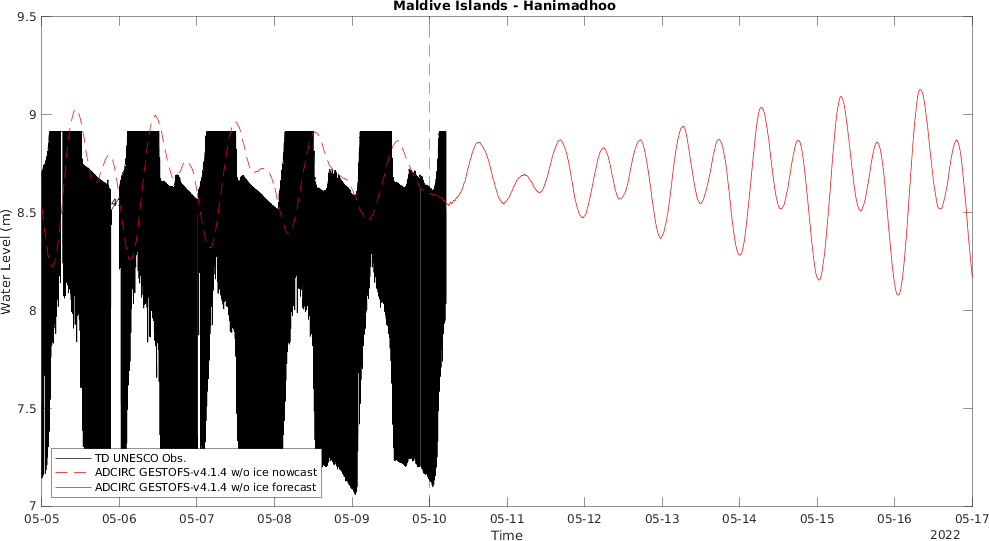 Maldive Islands - Hanimadhoo
9.5
9
8.5
8
7.5
7
Water Level (m)
TD UNESCO Obs.
ADCIRC GESTOFS-v4.1.4 w/o ice nowcast
ADCIRC GESTOFS-v4.1.4 w/o ice forecast
05-05 05-06 05-07 05-08 05-09 05-10 05-11 05-12 05-13 05-14 05-15 05-16 05-17
Time
2022